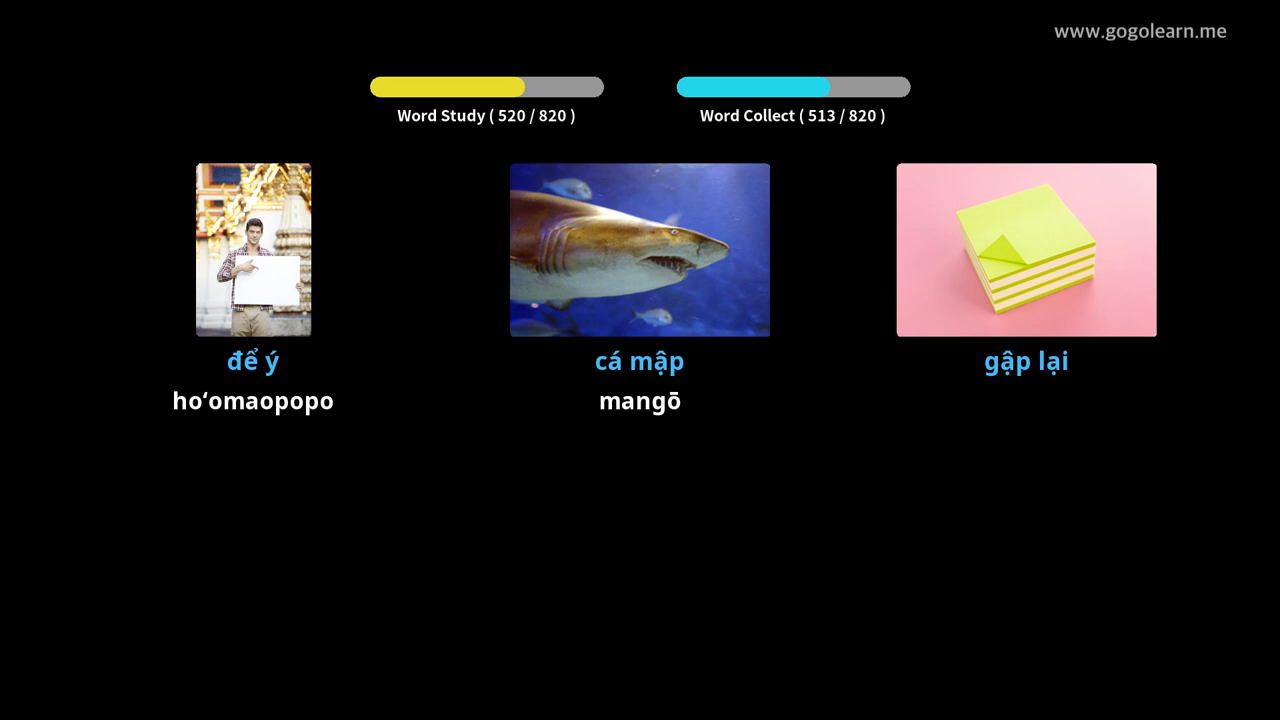 www.gogolearn.me
Word Study ( 520 / 820 )
Word Collect ( 513 / 820 )
để ý
hoʻomaopopo
cá mập
mangō
gập lại